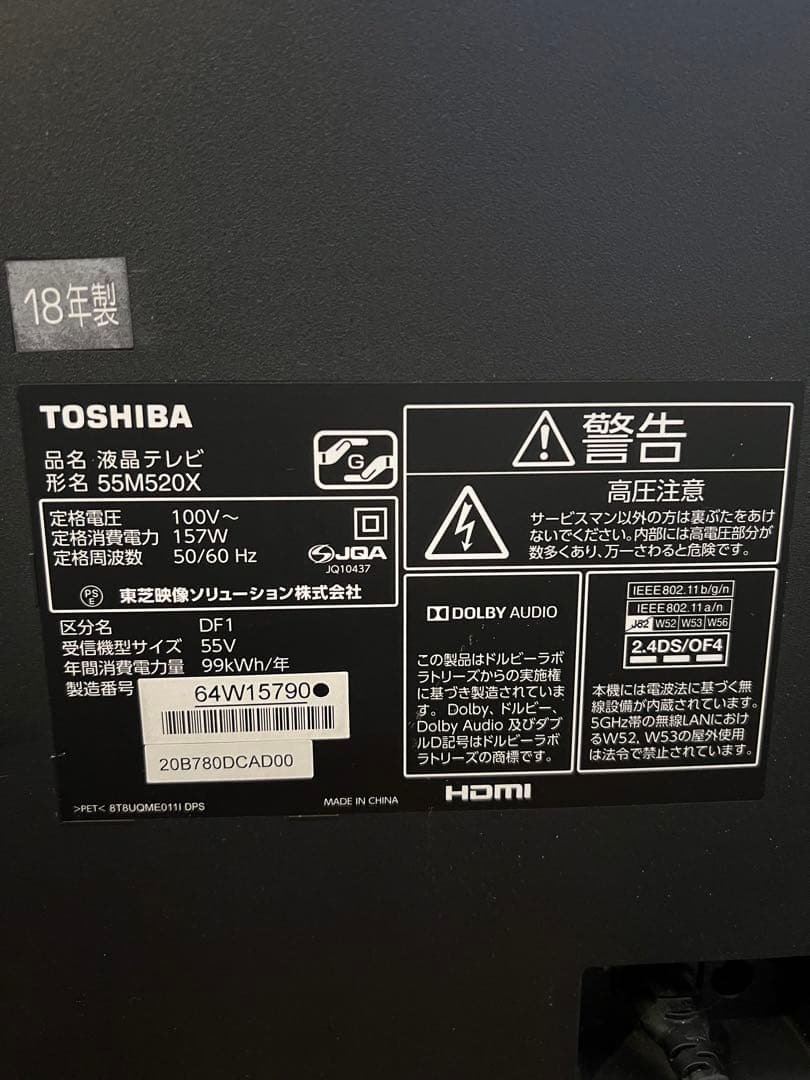 18年製
TOSHIBA
品名 液晶テレビ
形名 55M520X
G
定格電圧 100V～
定格消費電力 157W
定格周波数 50/60 Hz
JQA
JQ10437
PS
E
東芝映像ソリューション株式会社
区分名 DF1
受信機型サイズ 55V
年間消費電力量 99kWh/年
製造番号 64W15790●
20B780DCAD00
>PET< 8T8UQME011I DPS
MADE IN CHINA
警告
高圧注意
サービスマン以外の方は裏ぶたをあけ
ないでください。内部には高電圧部分が
数多くあり、万一さわると危険です。
DOLBY AUDIO
この製品はドルビーラボ
ラトリーズからの実施権
に基づき製造されていま
す。Dolby、ドルビー、
Dolby Audio 及びダブ
ルD記号はドルビーラボ
ラトリーズの商標です。
IEEE802.11b/g/n
IEEE802.11a/n
J52 W52 W53 W56
2.4DS/OF4
本機には電波法に基づく無
線設備が内蔵されています。
5GHz帯の無線LANにおけ
るW52、W53の屋外使用
は法令で禁止されています。
HDMI